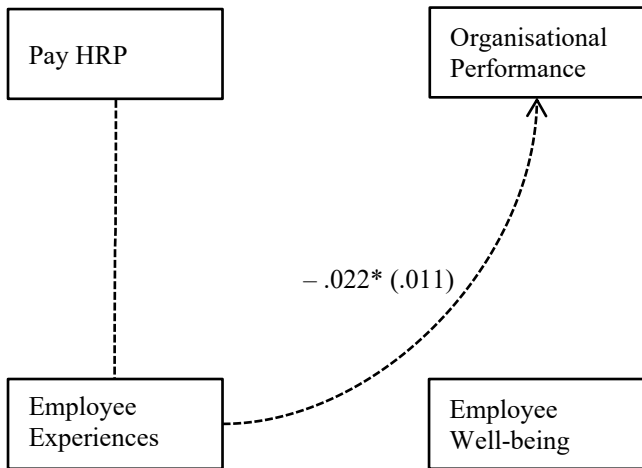 Pay HRP
Organisational
Performance
– .022* (.011)
Employee
Experiences
Employee
Well-being